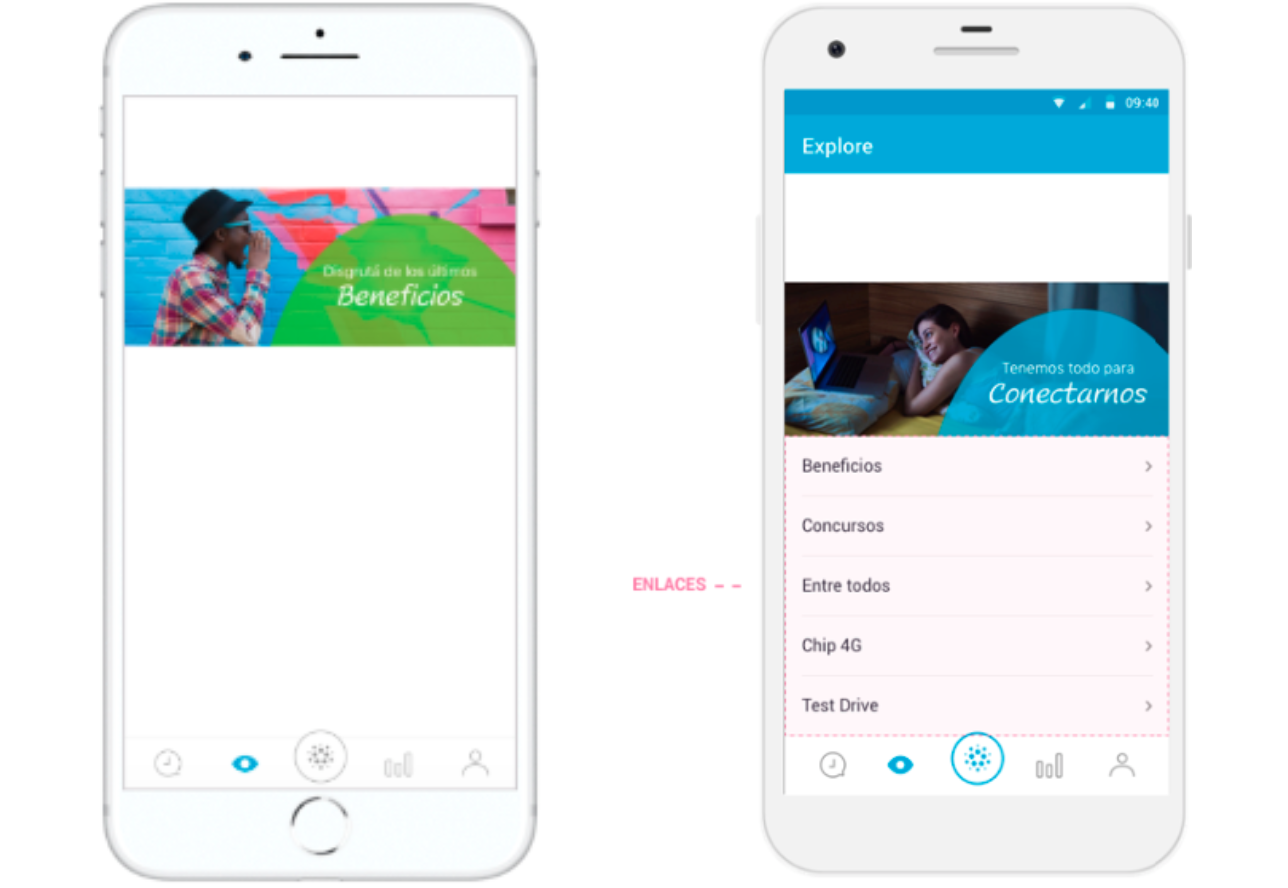 Disfrutá de los últimos
Beneficios
ENLACES
09:40
Explore
Tenemos todo para
Conectarnos
Beneficios
Concursos
Entre todos
Chip 4G
Test Drive